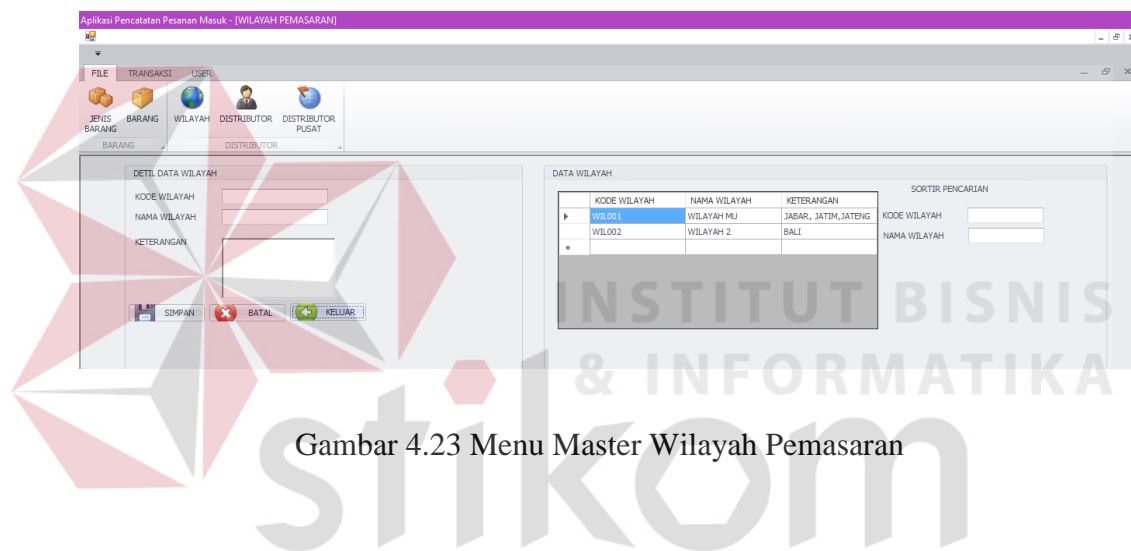 Aplikasi Pencatatan Pesanan Masuk - [WILAYAH PEMASARAN]
FILE TRANSAKSI USER
JENIS BARANG BARANG WILAYAH DISTRIBUTOR DISTRIBUTOR PUSAT
BARANG DISTRIBUTOR
DETIL DATA WILAYAH
KODE WILAYAH
NAMA WILAYAH
KETERANGAN
SIMPAN BATAL KELUAR
DATA WILAYAH
KODE WILAYAH NAMA WILAYAH KETERANGAN
WIL001 WILAYAH MU JABAR, JATIM,JATENG
WIL002 WILAYAH 2 BALI
SORTIR PENCARIAN
KODE WILAYAH
NAMA WILAYAH
INSTITUT BISNIS
& INFORMATIKA
stikom
Gambar 4.23 Menu Master Wilayah Pemasaran